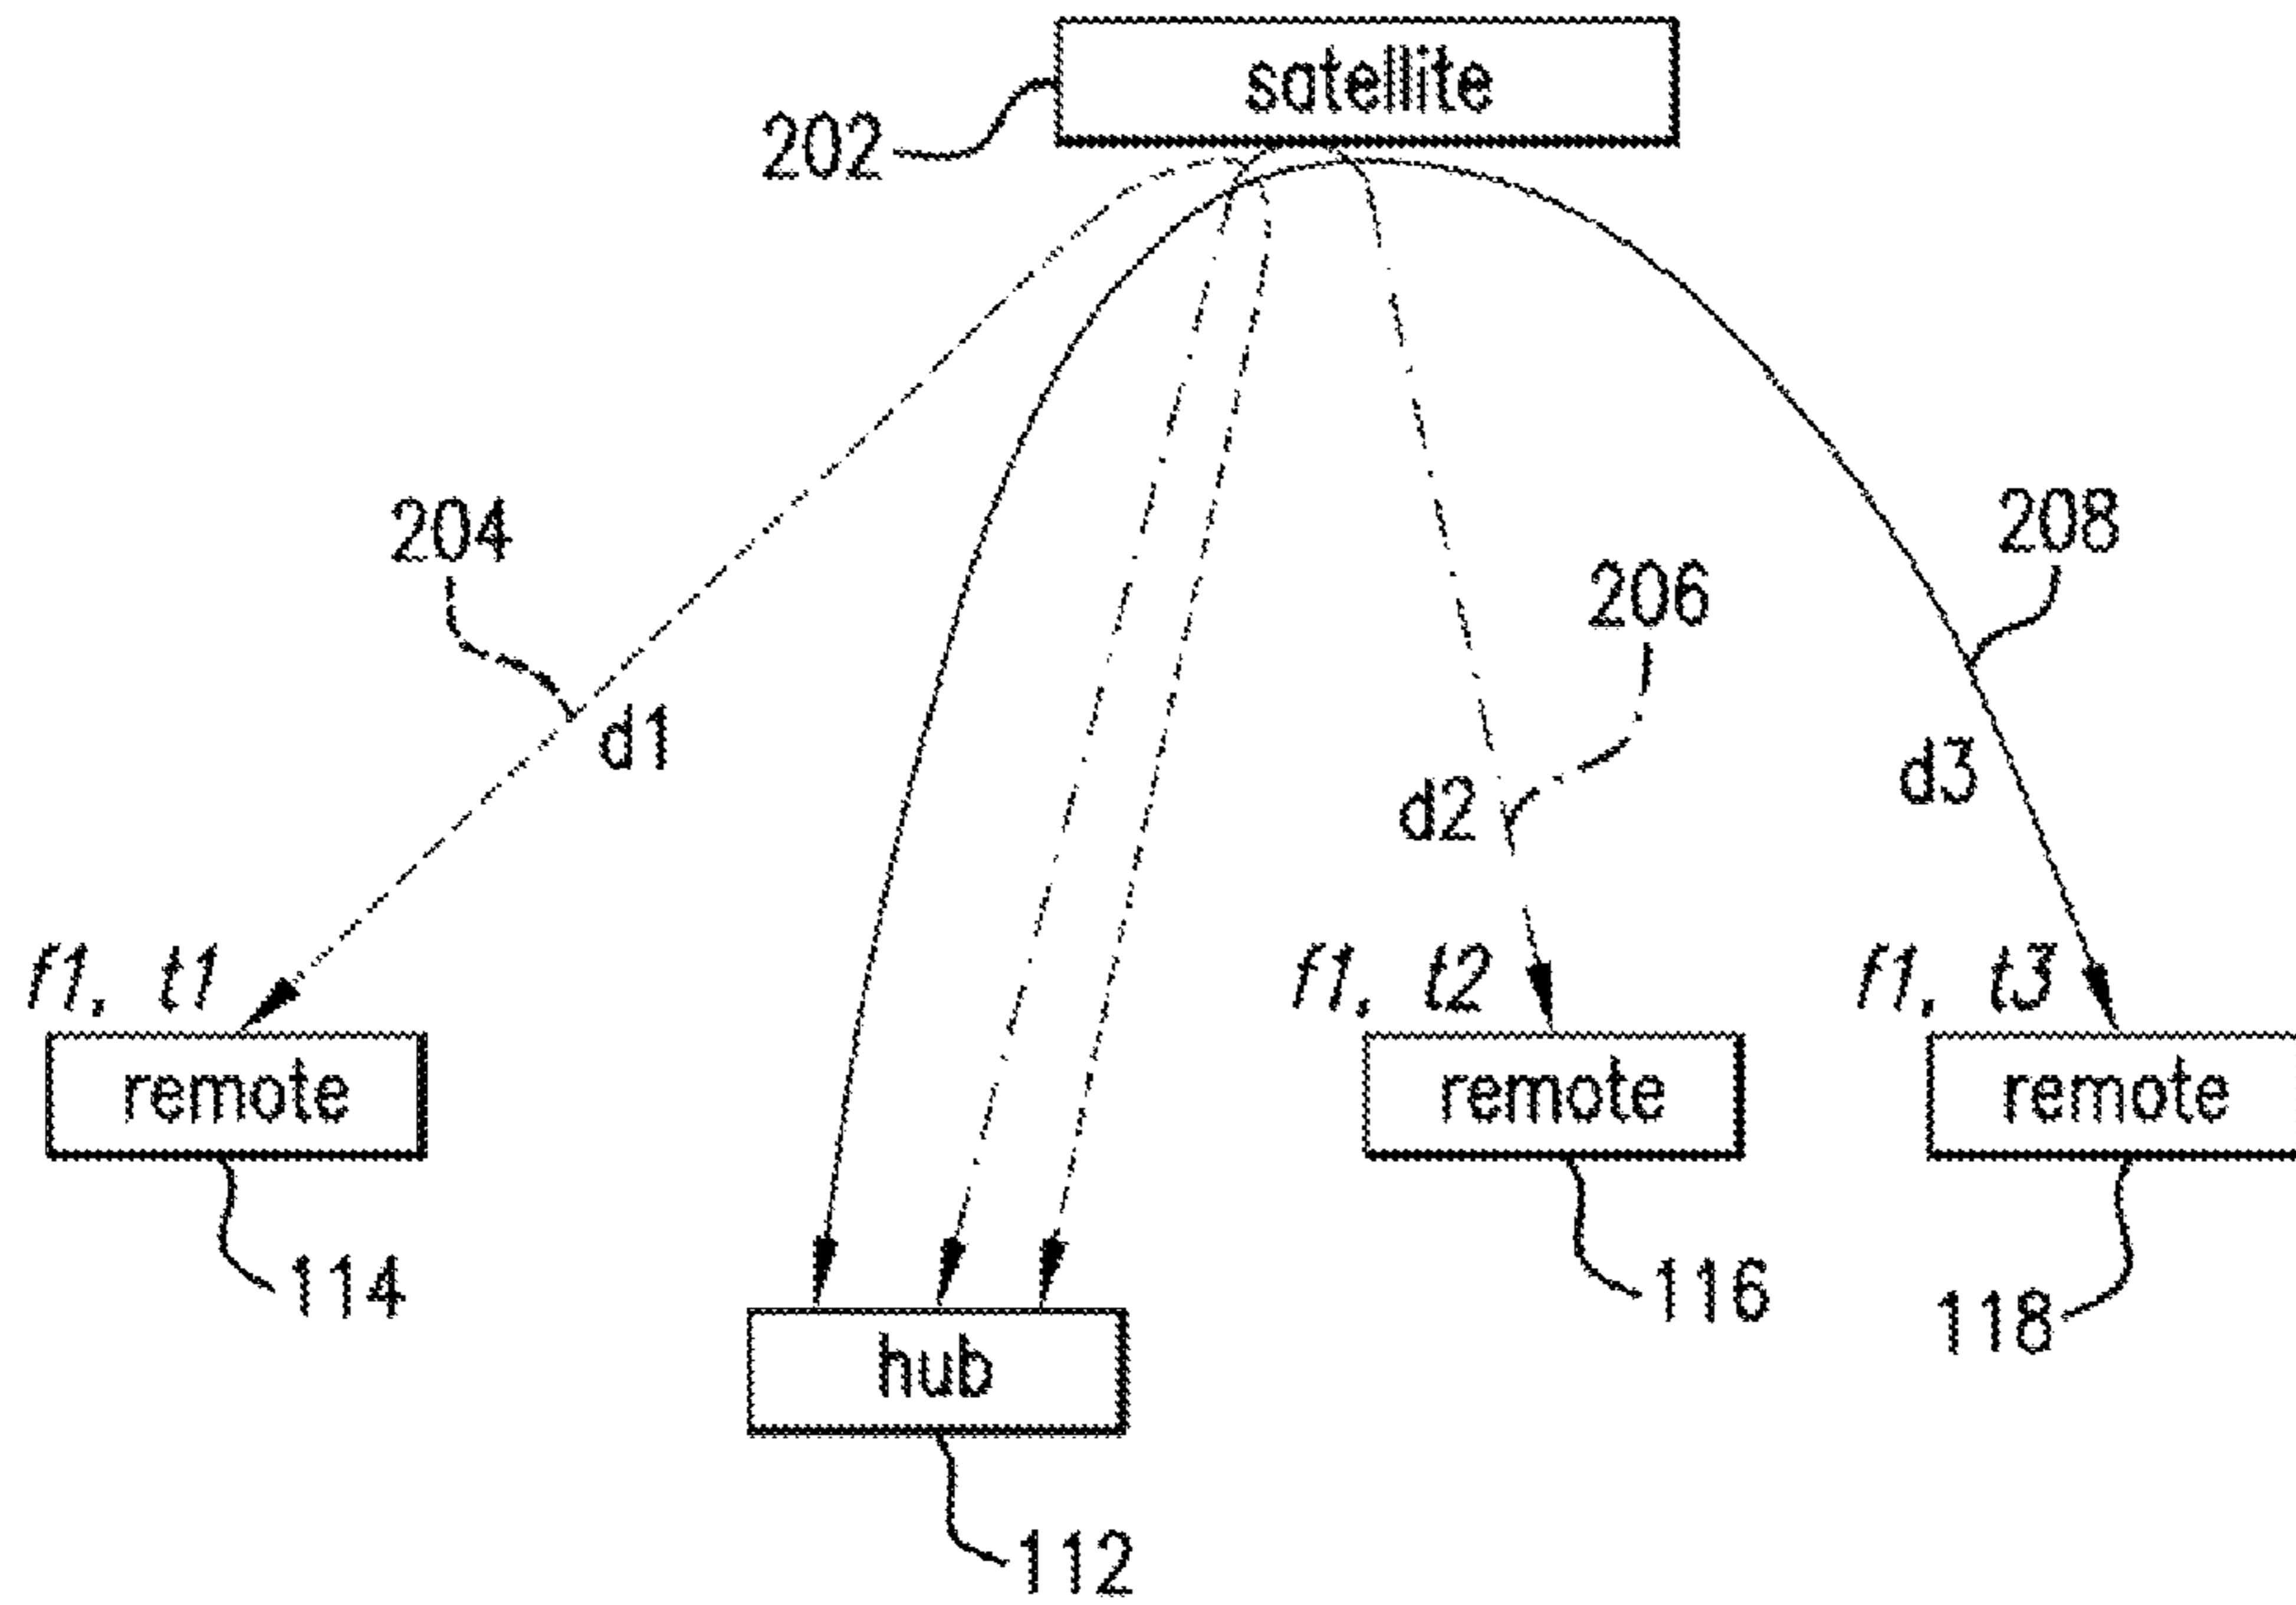 satellite
202
204
208
206
d1
d3
d2
f1, t1
f1, t2
f1, t3
remote
remote
remote
114
116
118
hub
112